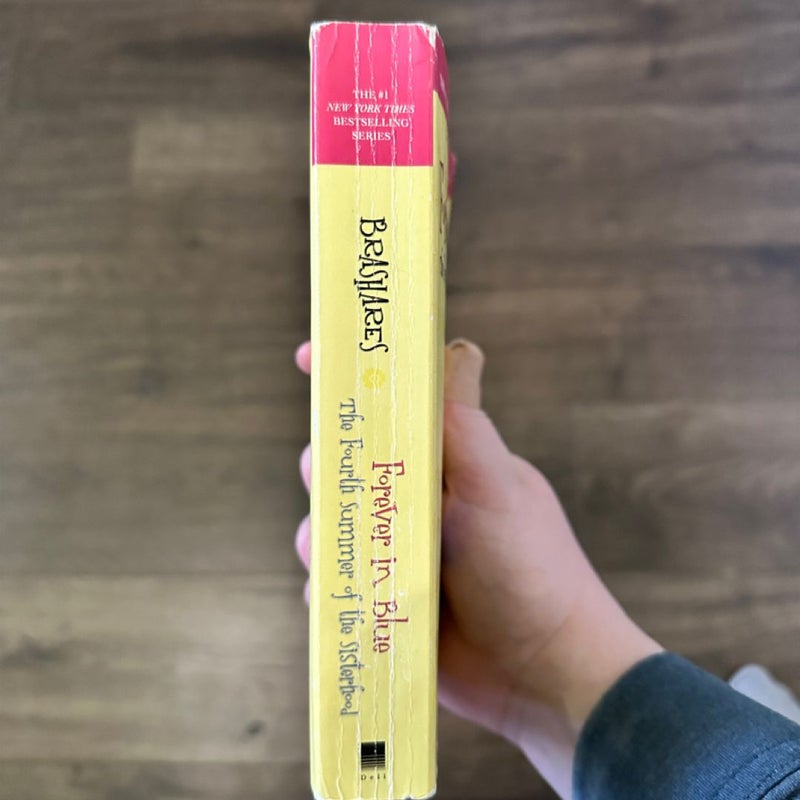 THE #1
NEW YORK TIMES
BESTSELLING
SERIES
BRASHARES
Forever in Blue
The Fourth Summer of the Sisterhood
Dell